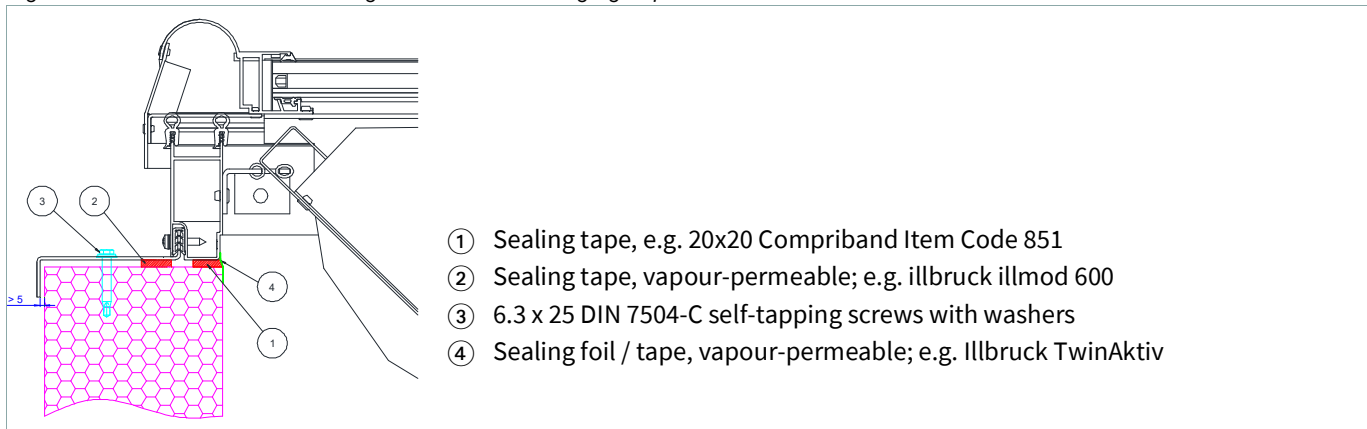 3
2
> 5
4
1
① Sealing tape, e.g. 20x20 Compriband Item Code 851
② Sealing tape, vapour-permeable; e.g. illbruck illmod 600
③ 6.3 x 25 DIN 7504-C self-tapping screws with washers
④ Sealing foil / tape, vapour-permeable; e.g. Illbruck TwinAktiv